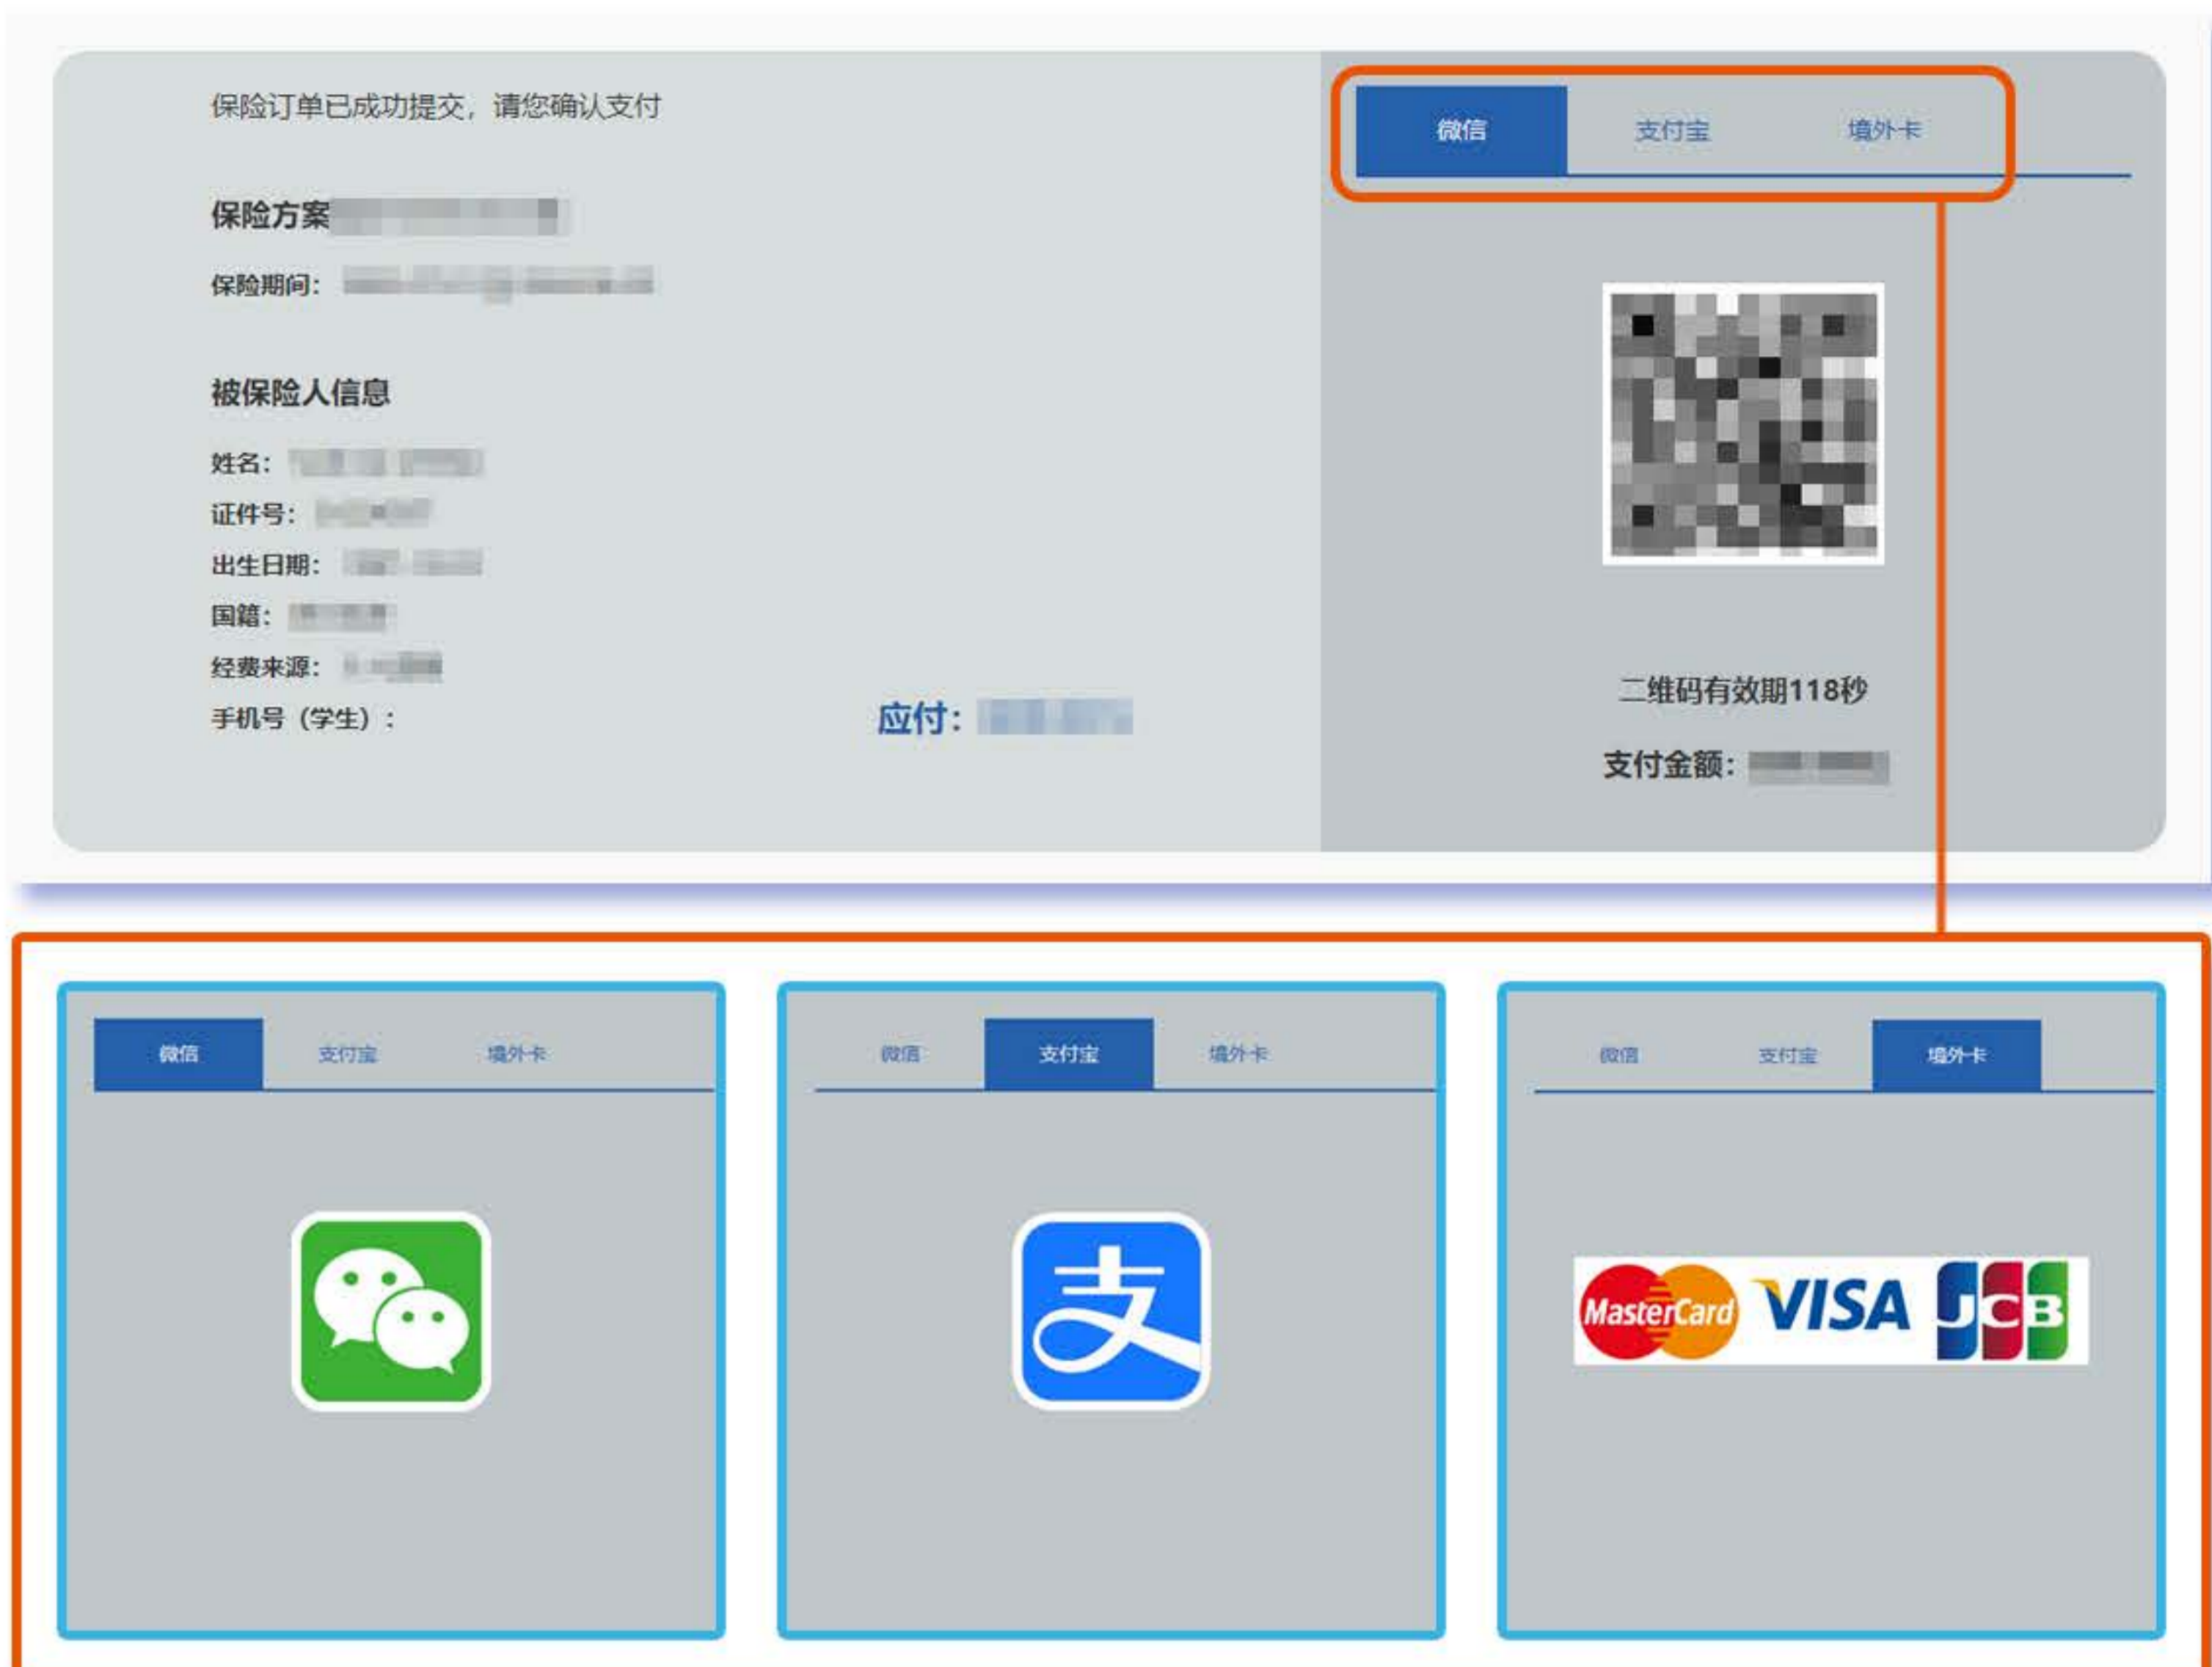 保险订单已成功提交，请您确认支付
保险方案
保险期间：
被保险人信息
姓名：
证件号：
出生日期：
国籍：
经费来源：
手机号（学生）：
应付：
微信 支付宝 境外卡
二维码有效期118秒
支付金额：
微信 支付宝 境外卡
微信 支付宝 境外卡
支
微信 支付宝 境外卡
MasterCard VISA JCB